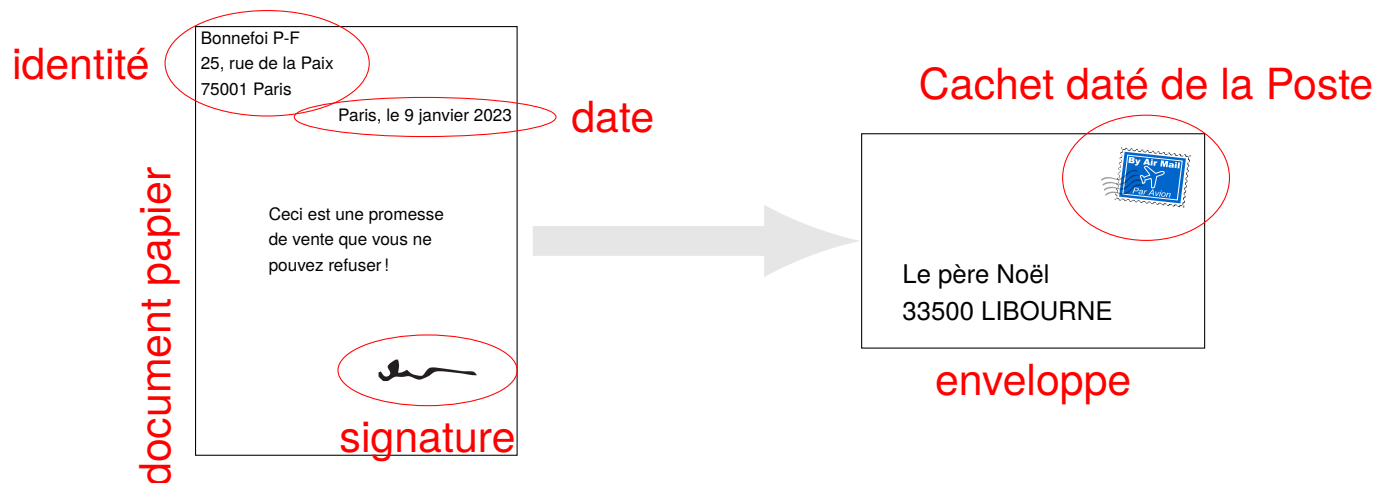 identité
Bonnefoi P-F
25, rue de la Paix
75001 Paris
Paris, le 9 janvier 2023
date
document papier
Ceci est une promesse
de vente que vous ne
pouvez refuser !
signature
Cachet daté de la Poste
By Air Mail
Par Avion
Le père Noël
33500 LIBOURNE
enveloppe